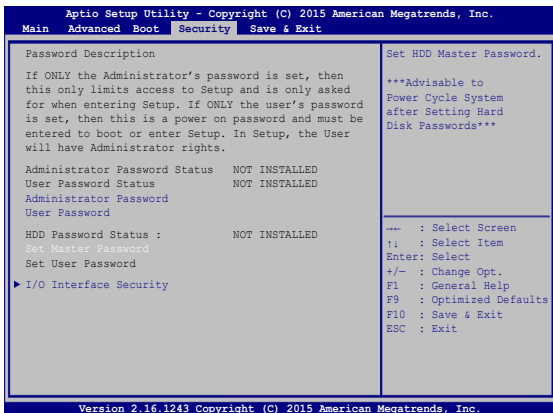 Aptio Setup Utility - Copyright (C) 2015 American Megatrends, Inc.
Main Advanced Boot Security Save & Exit
Password Description
If ONLY the Administrator's password is set, then
this only limits access to Setup and is only asked
for when entering Setup. If ONLY the user's password
is set, then this is a power on password and must be
entered to boot or enter Setup. In Setup, the User
will have Administrator rights.
Administrator Password Status NOT INSTALLED
User Password Status NOT INSTALLED
Administrator Password
User Password
HDD Password Status : NOT INSTALLED
Set Master Password
Set User Password
I/O Interface Security
Set HDD Master Password.
***Advisable to
Power Cycle System
after Setting Hard
Disk Passwords***
→← : Select Screen
↑↓ : Select Item
Enter: Select
+/— : Change Opt.
F1 : General Help
F9 : Optimized Defaults
F10 : Save & Exit
ESC : Exit
Version 2.16.1243 Copyright (C) 2015 American Megatrends, Inc.